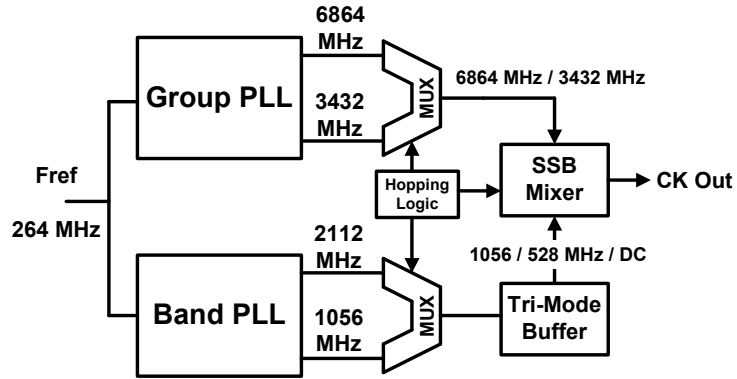 6864
MHz
Group PLL
3432
MHz
MUX
6864 MHz / 3432 MHz
Fref
264 MHz
Hopping
Logic
SSB
Mixer
CK Out
2112
MHz
Band PLL
1056
MHz
MUX
1056 / 528 MHz / DC
Tri-Mode
Buffer